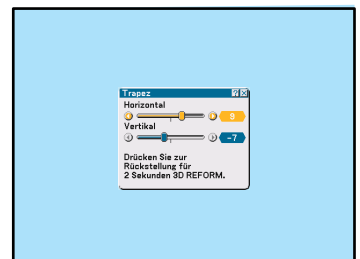 Trapez
Horizontal
9
Vertikal
-7
Drücken Sie zur
Rückstellung für
2 Sekunden 3D REFORM.